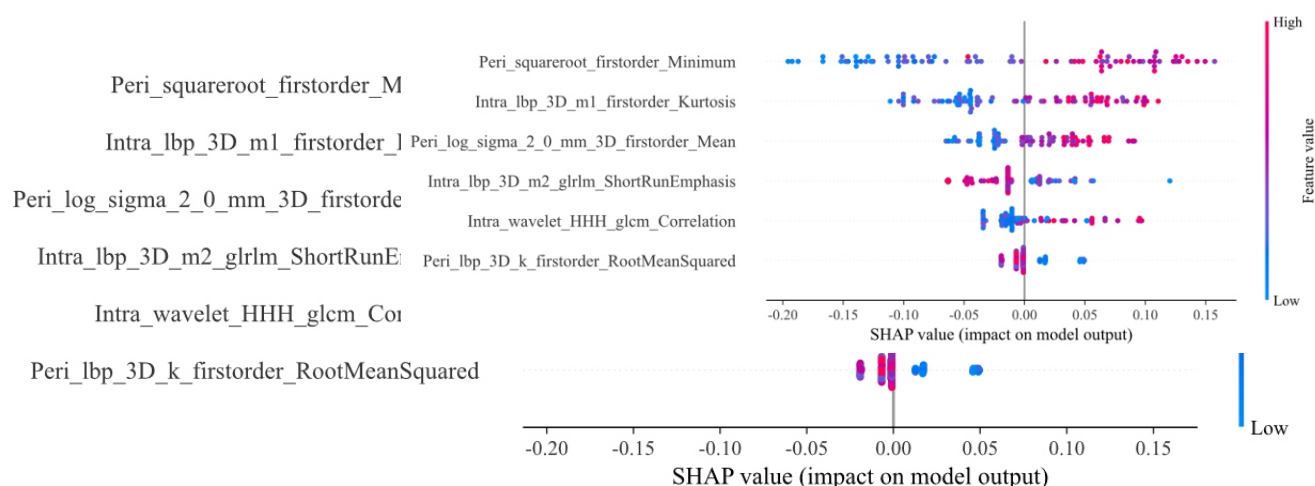 High
Peri_squareroot_firstorder_Minimum
Peri_squareroot_firstorder_M
Intra_lbp_3D_m1_firstorder_Kurtosis
Intra_lbp_3D_m1_firstorder_
Peri_log_sigma_2_0_mm_3D_firstorder_Mean
Intra_lbp_3D_m2_glrlm_ShortRunEmphasis
Peri_log_sigma_2_0_mm_3D_firstorde
Intra_wavelet_HHH_glcm_Correlation
Intra_lbp_3D_m2_glrlm_ShortRunE
Peri_lbp_3D_k_firstorder_RootMeanSquared
Feature value
Low
Intra_wavelet_HHH_glcm_Co
-0.20 -0.15 -0.10 -0.05 0.00 0.05 0.10 0.15
SHAP value (impact on model output)
Peri_lbp_3D_k_firstorder_RootMeanSquared
Low
-0.20 -0.15 -0.10 -0.05 0.00 0.05 0.10 0.15
SHAP value (impact on model output)